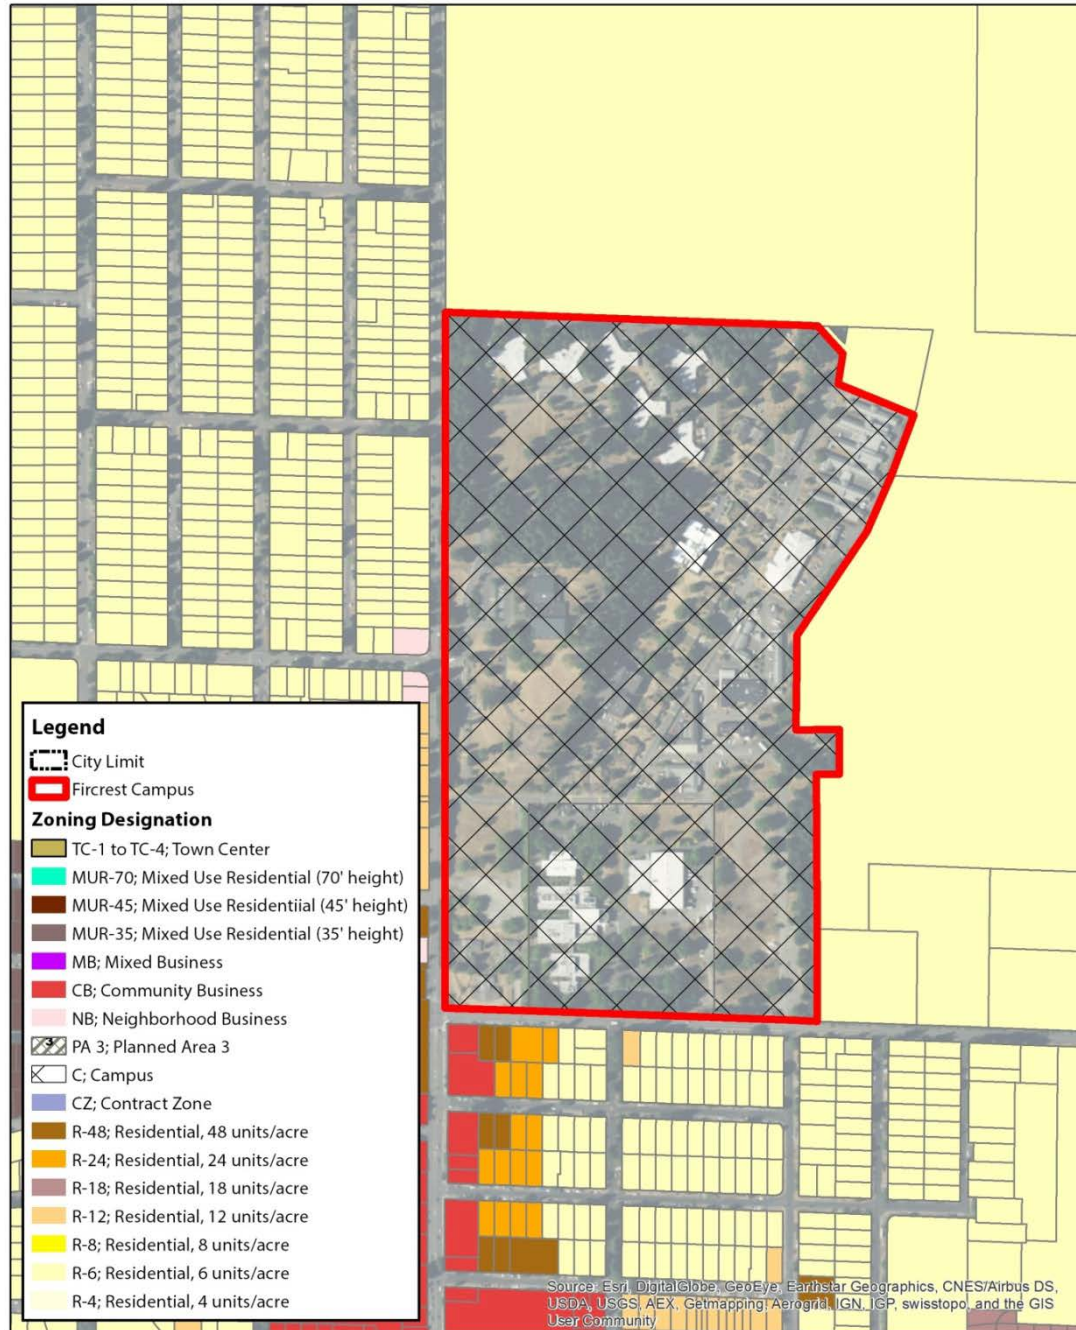 Legend
City Limit
Fircrest Campus
Zoning Designation
TC-1 to TC-4; Town Center
MUR-70; Mixed Use Residential (70' height)
MUR-45; Mixed Use Residentiial (45' height)
MUR-35; Mixed Use Residential (35' height)
MB; Mixed Business
CB; Community Business
NB; Neighborhood Business
3 PA 3; Planned Area 3
C; Campus
CZ; Contract Zone
R-48; Residential, 48 units/acre
R-24; Residential, 24 units/acre
R-18; Residential, 18 units/acre
R-12; Residential, 12 units/acre
R-8; Residential, 8 units/acre
R-6; Residential, 6 units/acre
R-4; Residential, 4 units/acre
Source: Esri, DigitalGlobe, GeoEye, Earthstar Geographics, CNES/Airbus DS,
USDA, USGS, AEX, Getmapping, Aerogrid, IGN, IGP, swisstopo, and the GIS
User Community